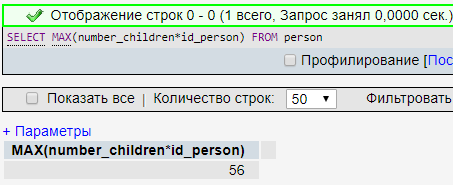 Отображение строк 0 - 0 (1 всего, Запрос занял 0,0000 сек.)
SELECT MAX(number_children*id_person) FROM person
Профилирование [Пос
Показать все | Количество строк: 50 Фильтровать
+ Параметры
MAX(number_children*id_person)
56